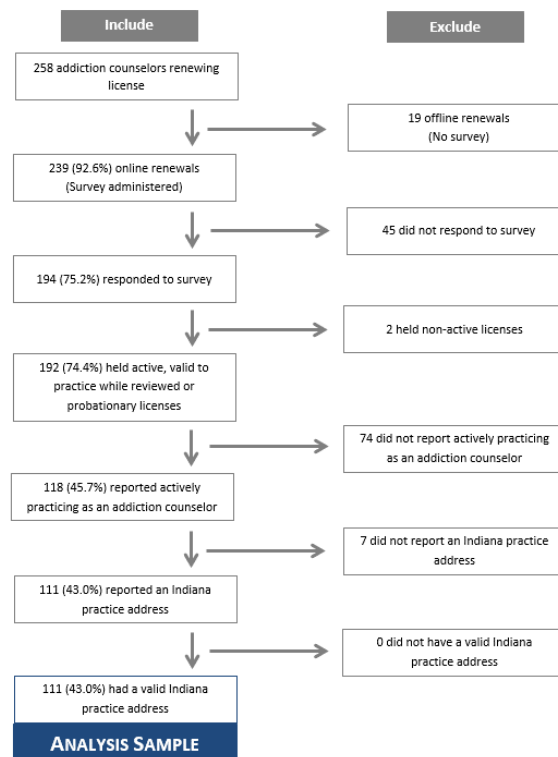 Include
Exclude
258 addiction counselors renewing
license
19 offline renewals
(No survey)
239 (92.6%) online renewals
(Survey administered)
45 did not respond to survey
194 (75.2%) responded to survey
2 held non-active licenses
192 (74.4%) held active, valid to
practice while reviewed or
probationary licenses
74 did not report actively practicing
as an addiction counselor
118 (45.7%) reported actively
practicing as an addiction counselor
7 did not report an Indiana practice
address
111 (43.0%) reported an Indiana
practice address
0 did not have a valid Indiana
practice address
111 (43.0%) had a valid Indiana
practice address
ANALYSIS SAMPLE